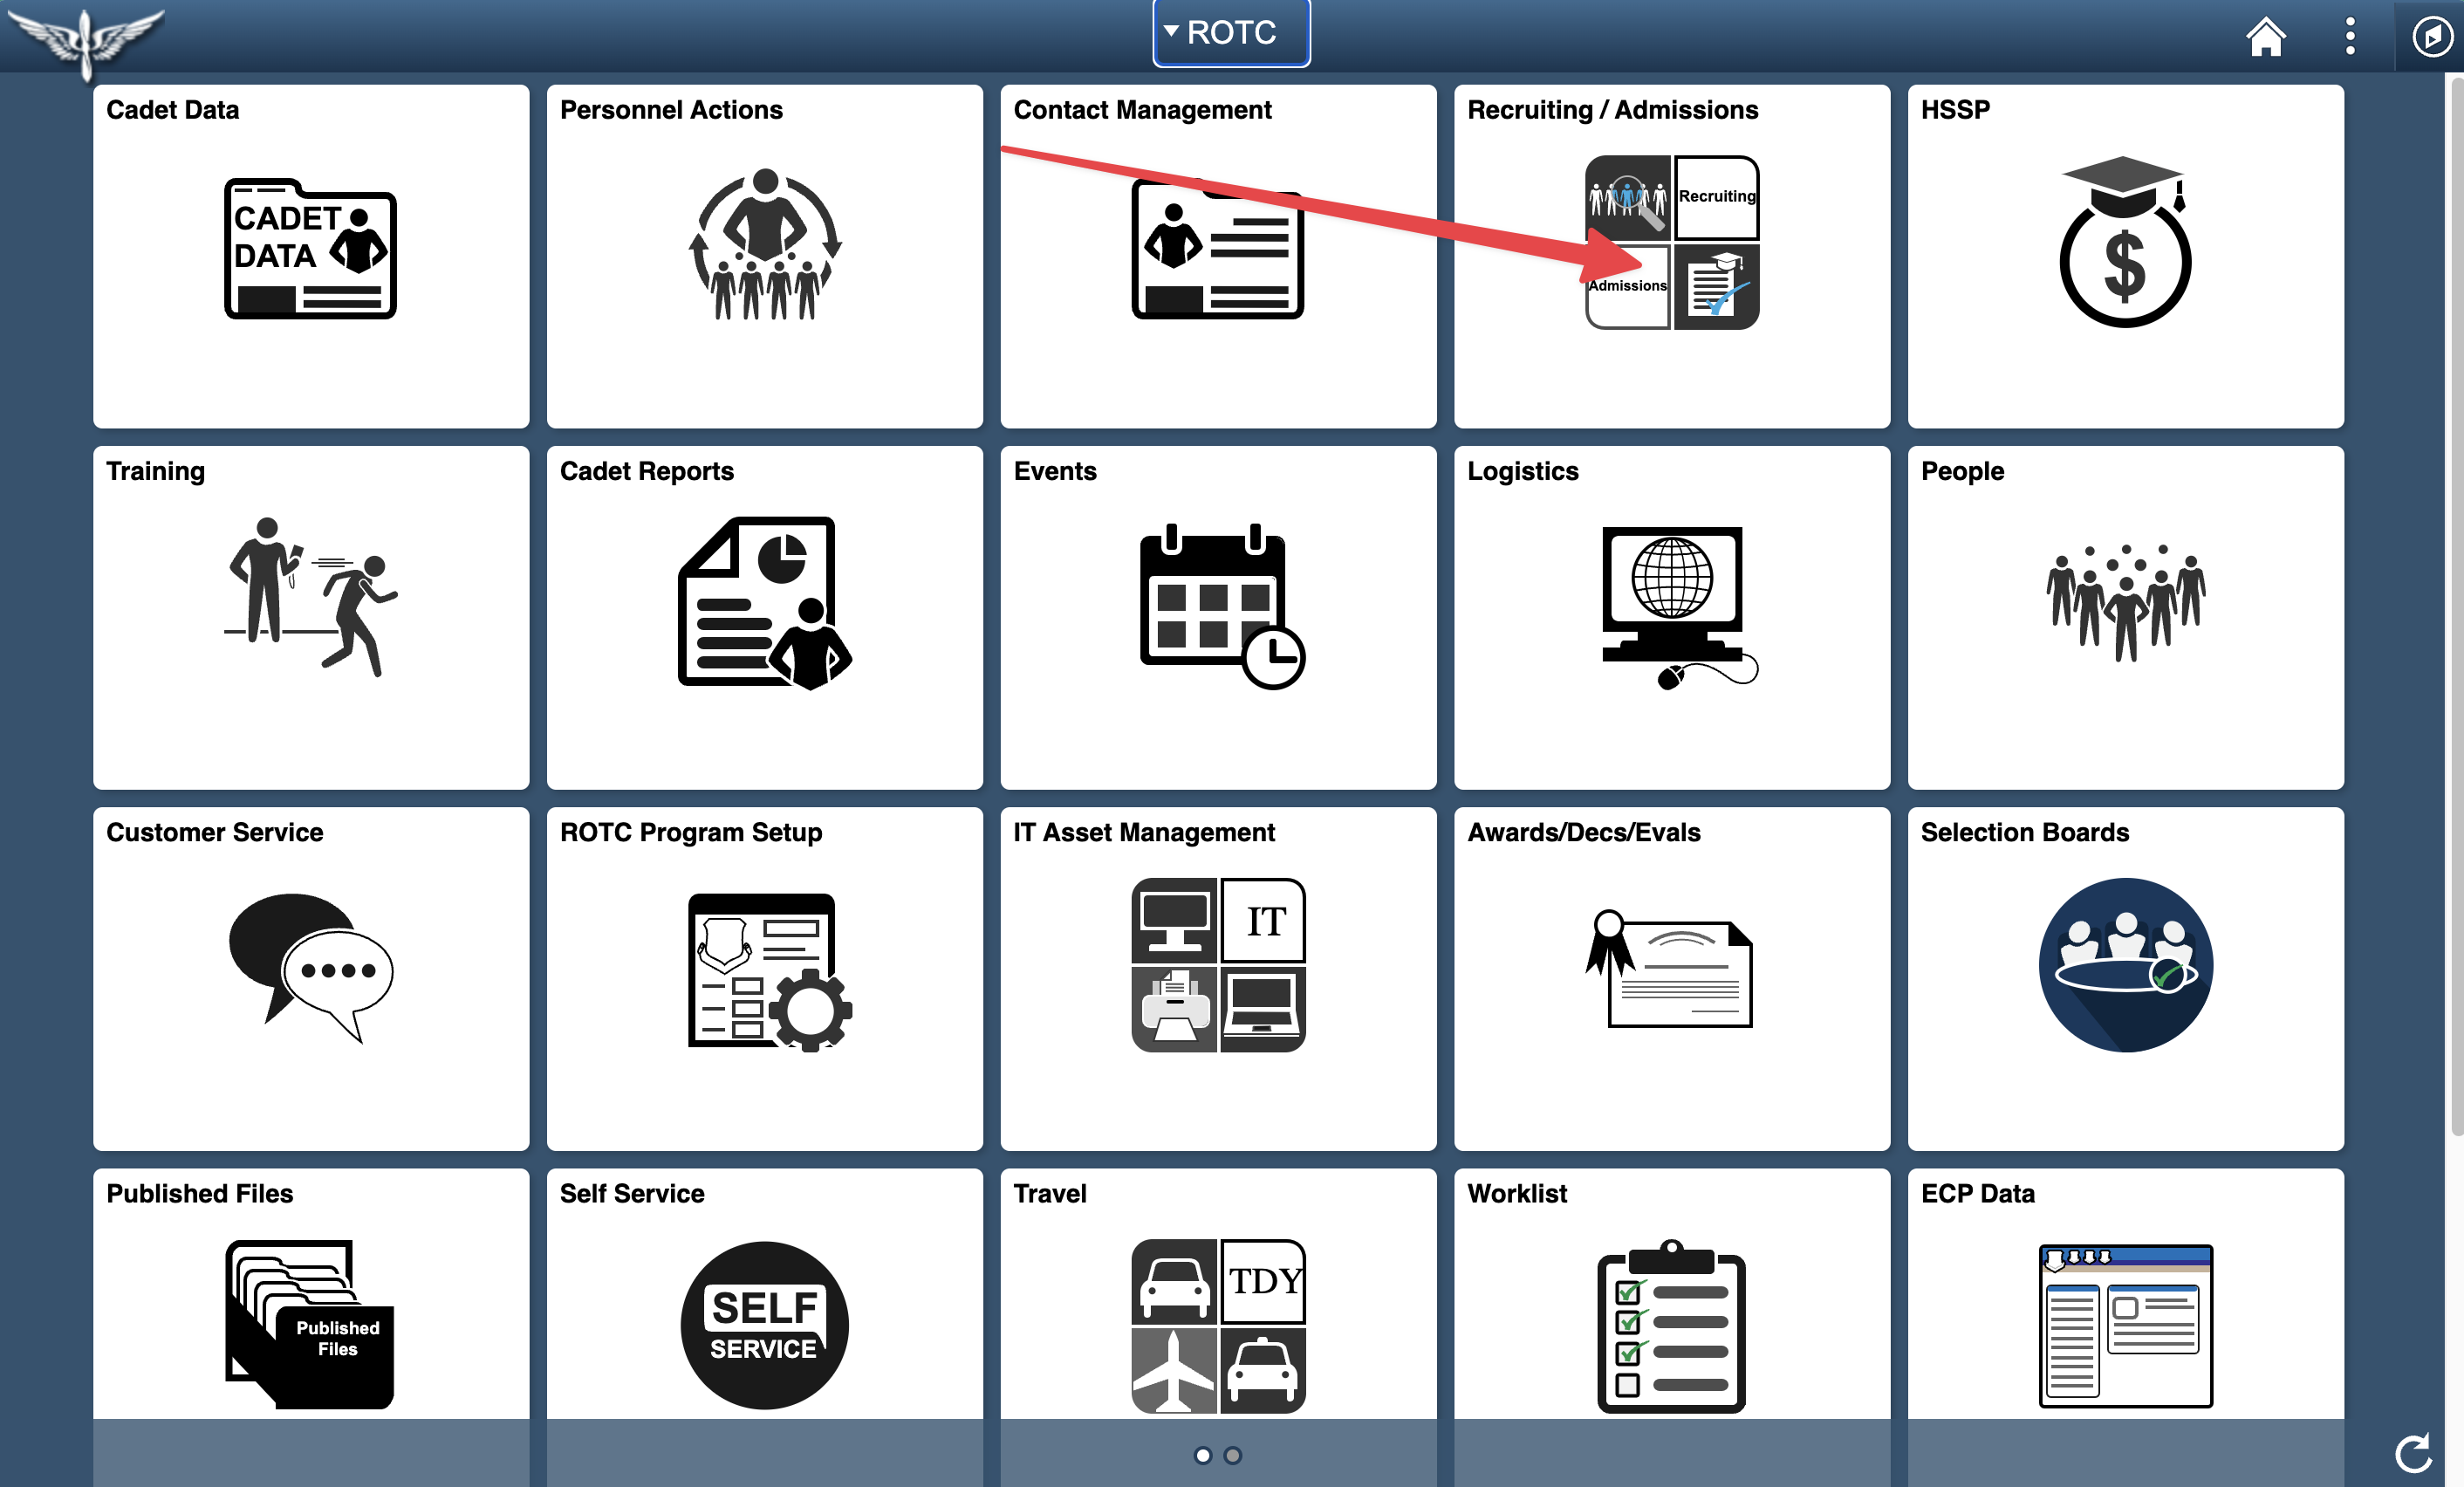 ROTC
Cadet Data
CADET
DATA
Personnel Actions
Contact Management
Recruiting / Admissions
Recruiting
Admissions
HSSP
$
Training
Cadet Reports
Events
Logistics
People
Customer Service
ROTC Program Setup
IT Asset Management
IT
Awards/Decs/Evals
Selection Boards
Published Files
Published
Files
Self Service
SELF
SERVICE
Travel
TDY
Worklist
ECP Data